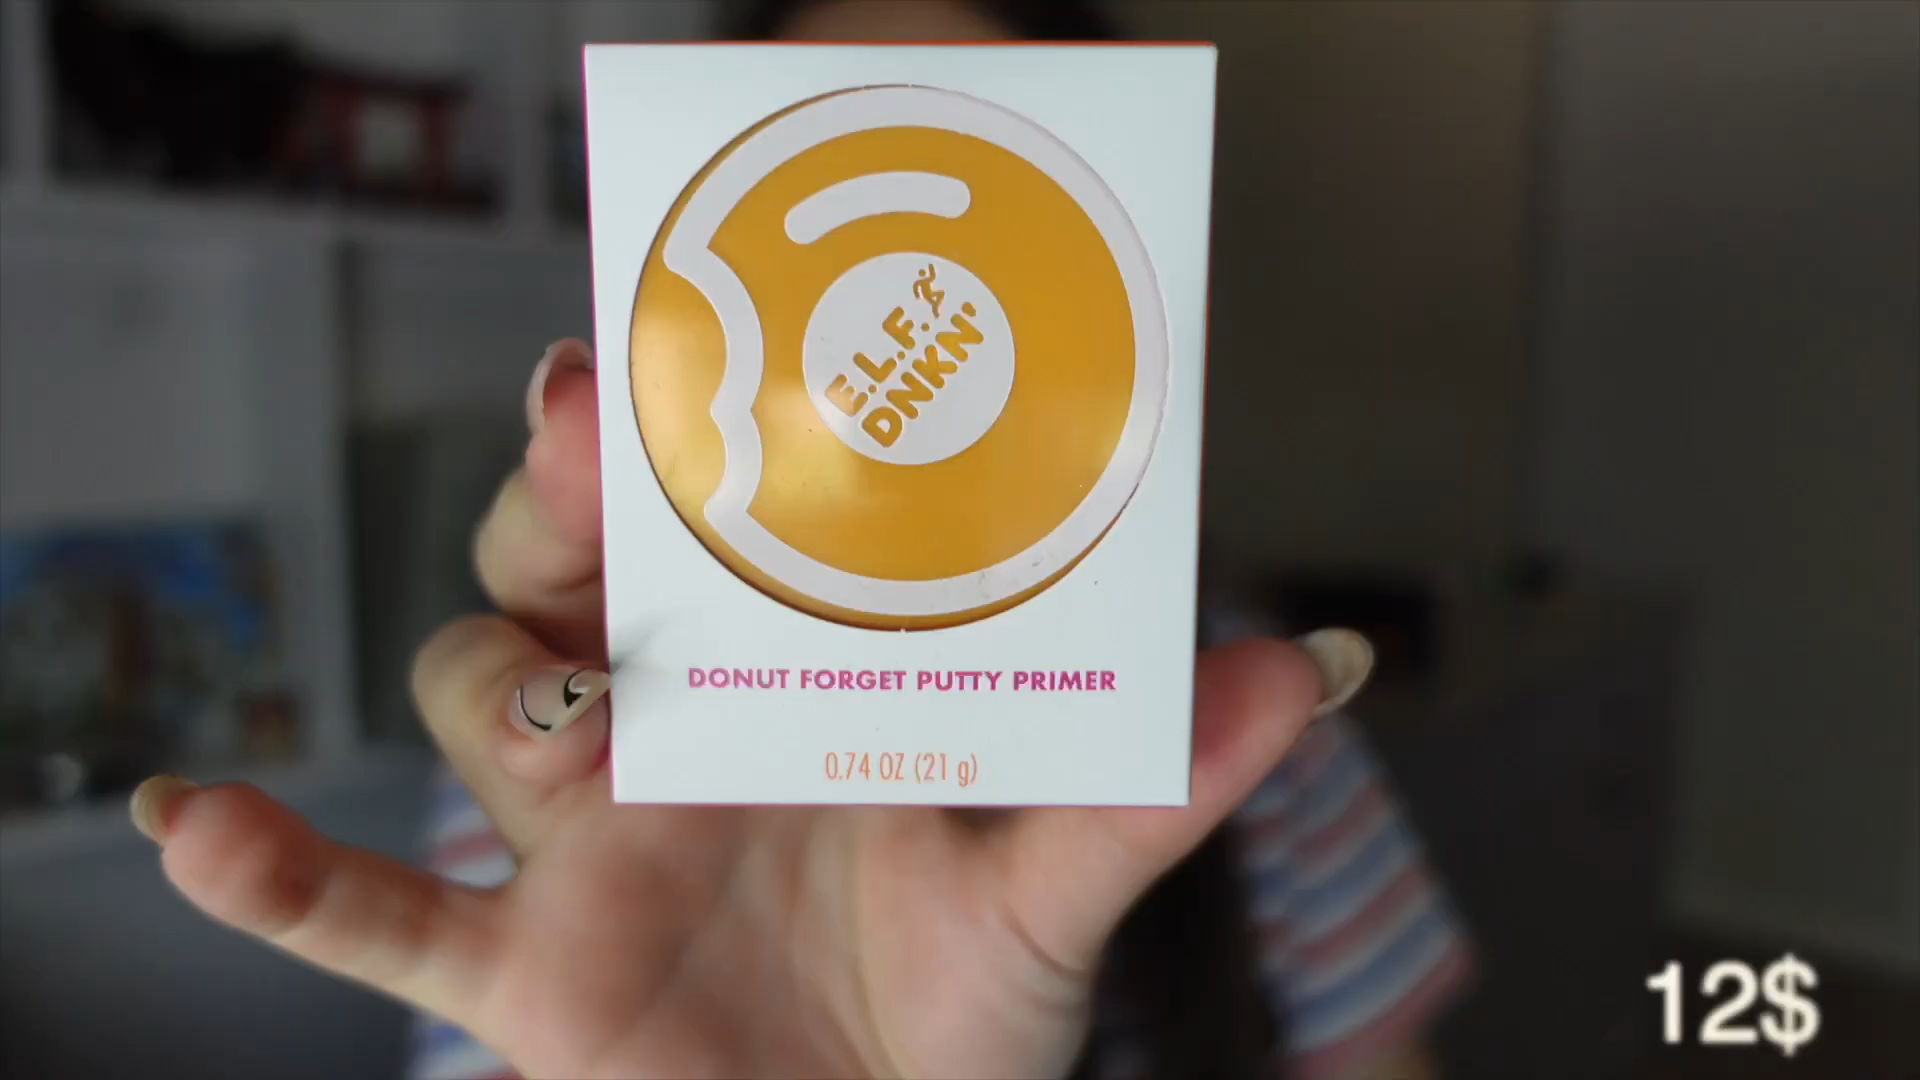 E.L.F.
DNKN'
DONUT FORGET PUTTY PRIMER
0.74 OZ (21 g)
12$